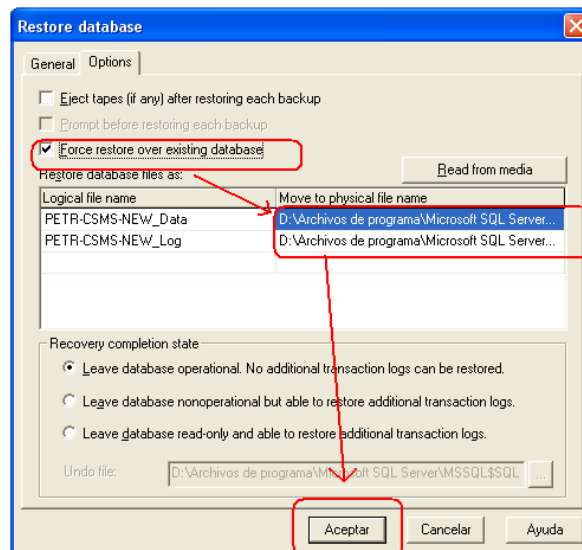 Restore database
General Options
Eject tapes (if any) after restoring each backup
Prompt before restoring each backup
Force restore over existing database
Restore database files as:
Read from media
Logical file name Move to physical file name
PETR-CSMS-NEW_Data D:\Archivos de programa\Microsoft SQL Server...
PETR-CSMS-NEW_Log D:\Archivos de programa\Microsoft SQL Server...
Recovery completion state
Leave database operational. No additional transaction logs can be restored.
Leave database nonoperational but able to restore additional transaction logs.
Leave database read-only and able to restore additional transaction logs.
Undo file: D:\Archivos de programa\Microsoft SQL Server\MSSQL$SQL ...
Aceptar Cancelar Ayuda